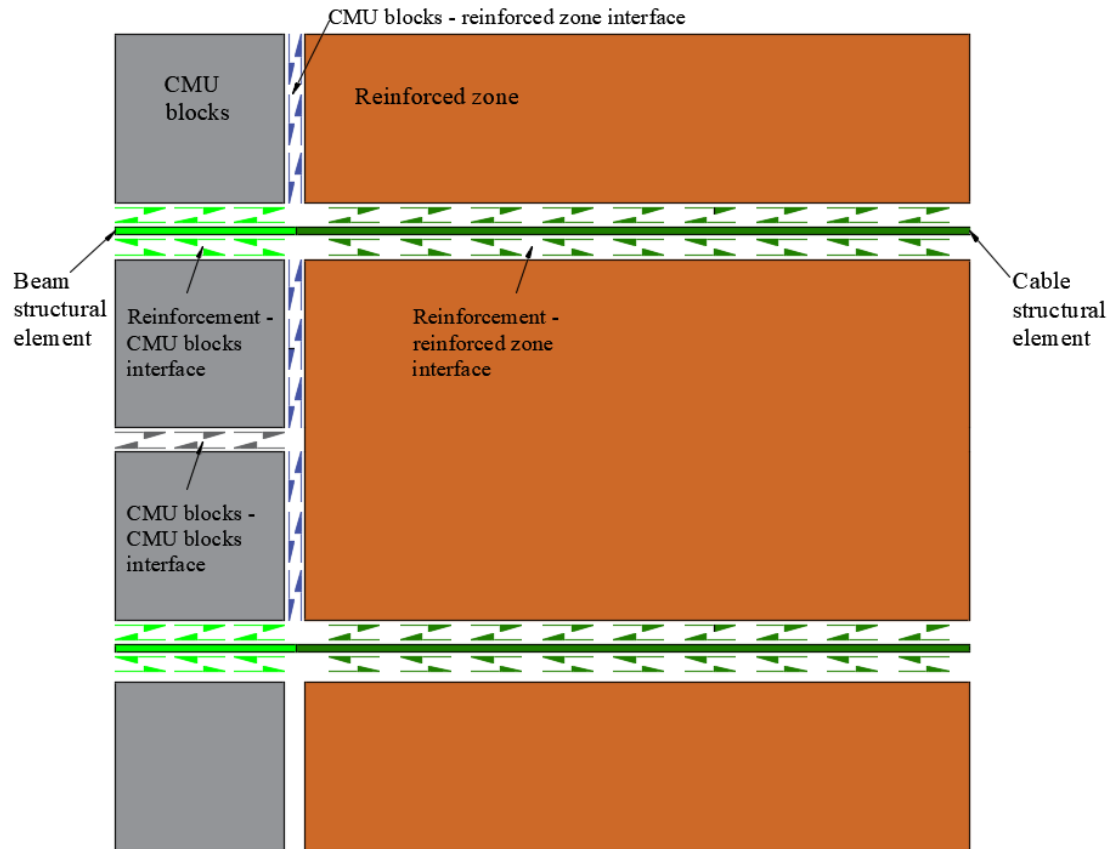 CMU blocks - reinforced zone interface
CMU
blocks
Reinforced zone
Beam
structural
element
Reinforcement -
CMU blocks
interface
Reinforcement -
reinforced zone
interface
Cable
structural
element
CMU blocks -
CMU blocks
interface